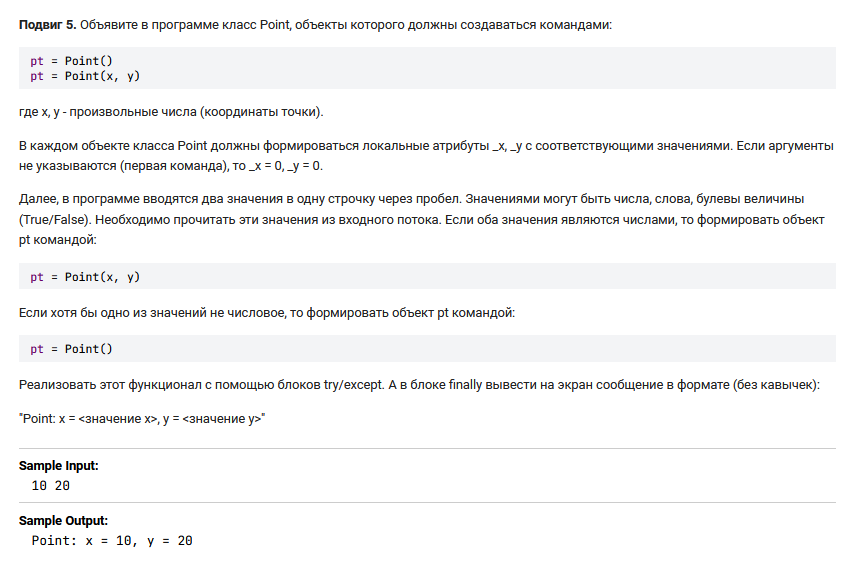 Подвиг 5. Объявите в программе класс Point, объекты которого должны создаваться командами:
pt = Point()
pt = Point(x, y)
где x, y - произвольные числа (координаты точки).
В каждом объекте класса Point должны формироваться локальные атрибуты _x, _y с соответствующими значениями. Если аргументы
не указываются (первая команда), то _x = 0, _y = 0.
Далее, в программе вводятся два значения в одну строчку через пробел. Значениями могут быть числа, слова, булевы величины
(True/False). Необходимо прочитать эти значения из входного потока. Если оба значения являются числами, то формировать объект
pt командой:
pt = Point(x, y)
Если хотя бы одно из значений не числовое, то формировать объект pt командой:
pt = Point()
Реализовать этот функционал с помощью блоков try/except. А в блоке finally вывести на экран сообщение в формате (без кавычек):
"Point: x = <значение x>, y = <значение y>"
Sample Input:
10 20
Sample Output:
Point: x = 10, y = 20